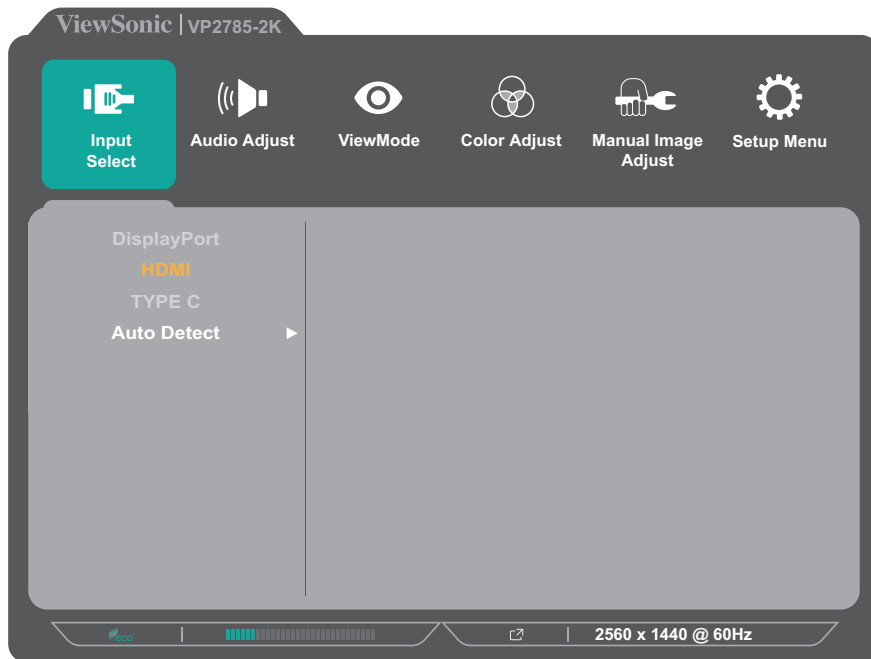 ViewSonic | VP2785-2K
Input
Select
Audio Adjust
ViewMode
Color Adjust
Manual Image
Adjust
Setup Menu
DisplayPort
HDMI
TYPE C
Auto Detect
eco
2560 x 1440 @ 60Hz